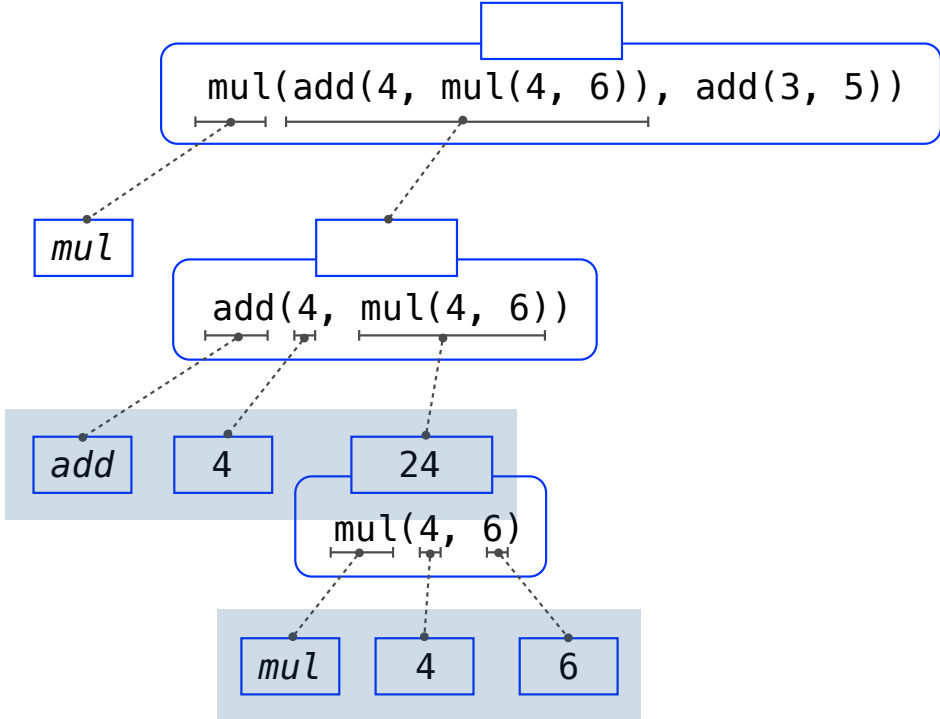 mul(add(4, mul(4, 6)), add(3, 5))
mul
add(4, mul(4, 6))
add 4 24
mul(4, 6)
mul 4 6